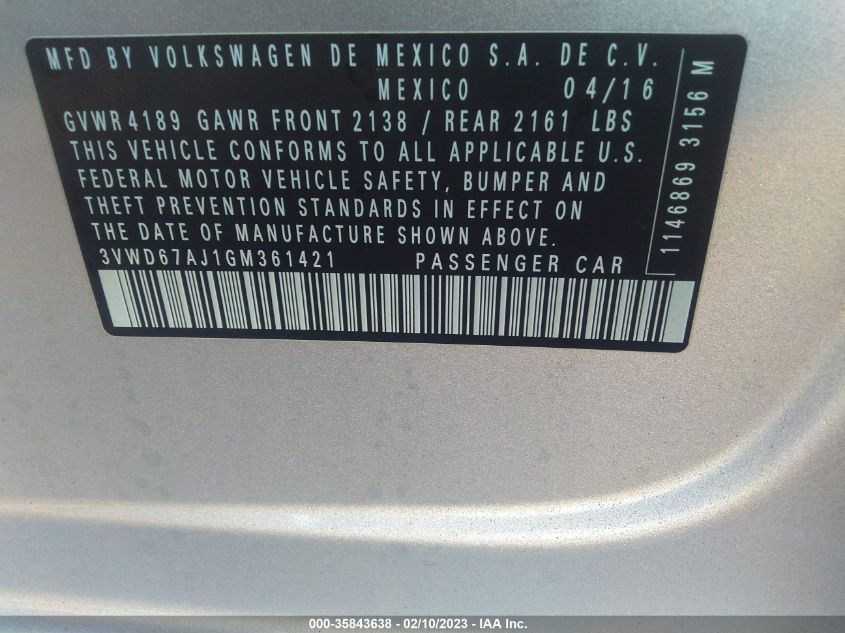 MFD BY VOLKSWAGEN DE MEXICO S.A. DE C.V.
MEXICO 04/16
GVWR 4189 GAWR FRONT 2138 / REAR 2161 LBS
THIS VEHICLE CONFORMS TO ALL APPLICABLE U.S.
FEDERAL MOTOR VEHICLE SAFETY, BUMPER AND
THEFT PREVENTION STANDARDS IN EFFECT ON
THE DATE OF MANUFACTURE SHOWN ABOVE.
3VWD67AJ1GM361421 PASSENGER CAR
1146869 3156 M
000-35843638 - 02/10/2023 - IAA Inc.